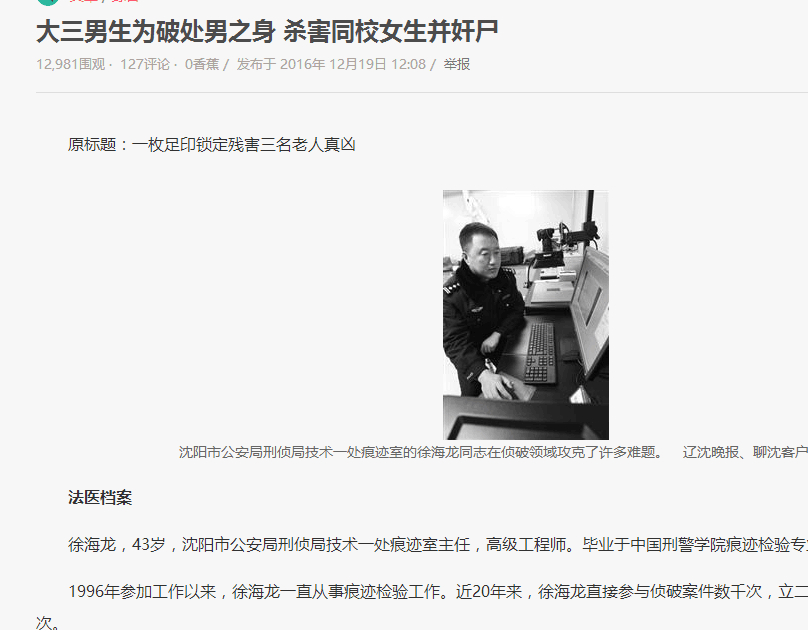 大三男生为破处男之身 杀害同校女生并奸尸
12,981围观 · 127评论 · 0香蕉 / 发布于 2016年 12月19日 12:08 / 举报
原标题：一枚足印锁定残害三名老人真凶
沈阳市公安局刑侦局技术一处痕迹室的徐海龙同志在侦破领域攻克了许多难题。 辽沈晚报、聊沈客户
法医档案
徐海龙，43岁，沈阳市公安局刑侦局技术一处痕迹室主任，高级工程师。毕业于中国刑警学院痕迹检验专
1996年参加工作以来，徐海龙一直从事痕迹检验工作。近20年来，徐海龙直接参与侦破案件数千次，立二
次。